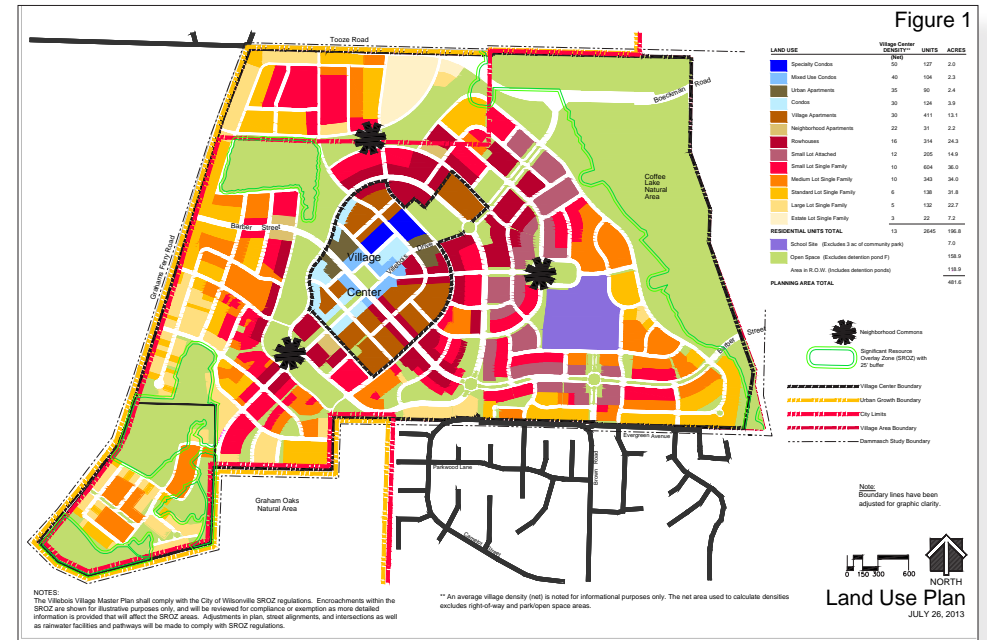 Figure 1
Tooze Road
Boeckman Road
Grahams Ferry Road
Barber Street
Coffee
Lake
Natural
Area
Village
Villebois Drive
Center
Barber Street
Evergreen Avenue
Parkwood Lane
Brown Road
Graham Oaks
Natural Area
LAND USE Village Center DENSITY** (Net) UNITS ACRES
Specialty Condos 50 127 2.0
Mixed Use Condos 40 104 2.3
Urban Apartments 35 90 2.4
Condos 30 124 3.9
Village Apartments 30 411 13.1
Neighborhood Apartments 22 31 2.2
Rowhouses 16 314 24.3
Small Lot Attached 12 205 14.9
Small Lot Single Family 10 604 36.0
Medium Lot Single Family 10 343 34.0
Standard Lot Single Family 6 138 31.8
Large Lot Single Family 5 132 22.7
Estate Lot Single Family 3 22 7.2
RESIDENTIAL UNITS TOTAL 13 2645 196.8
School Site (Excludes 3 ac of community park) 7.0
Open Space (Excludes detention pond F) 158.9
Area in R.O.W. (Includes detention ponds) 118.9
PLANNING AREA TOTAL 481.6
Neighborhood Commons
Significant Resource
Overlay Zone (SROZ) with
25' buffer
Village Center Boundary
Urban Growth Boundary
City Limits
Village Area Boundary
Dammasch Study Boundary
Note:
Boundary lines have been
adjusted for graphic clarity.
0 150 300 600
NORTH
Land Use Plan
JULY 26, 2013
NOTES:
The Villebois Village Master Plan shall comply with the City of Wilsonville SROZ regulations. Encroachments within the
SROZ are shown for illustrative purposes only, and will be reviewed for compliance or exemption as more detailed
information is provided that will affect the SROZ areas. Adjustments in plan, street alignments, and intersections as well
as rainwater facilities and pathways will be made to comply with SROZ regulations.
** An average village density (net) is noted for informational purposes only. The net area used to calculate densities
excludes right-of-way and park/open space areas.